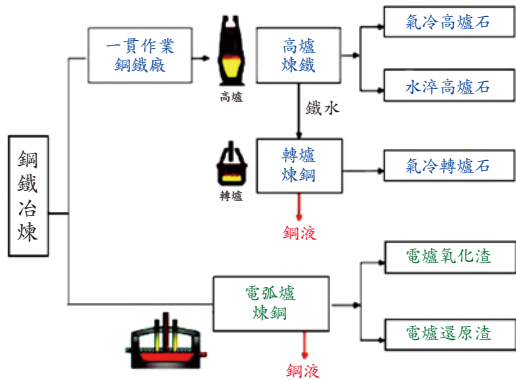 一貫作業
鋼鐵廠
高爐
高爐
煉鐵
氣冷高爐石
水淬高爐石
鐵水
轉爐
轉爐
煉鋼
氣冷轉爐石
鋼液
鋼鐵冶煉
電弧爐
煉鋼
電爐氧化渣
電爐還原渣
鋼液